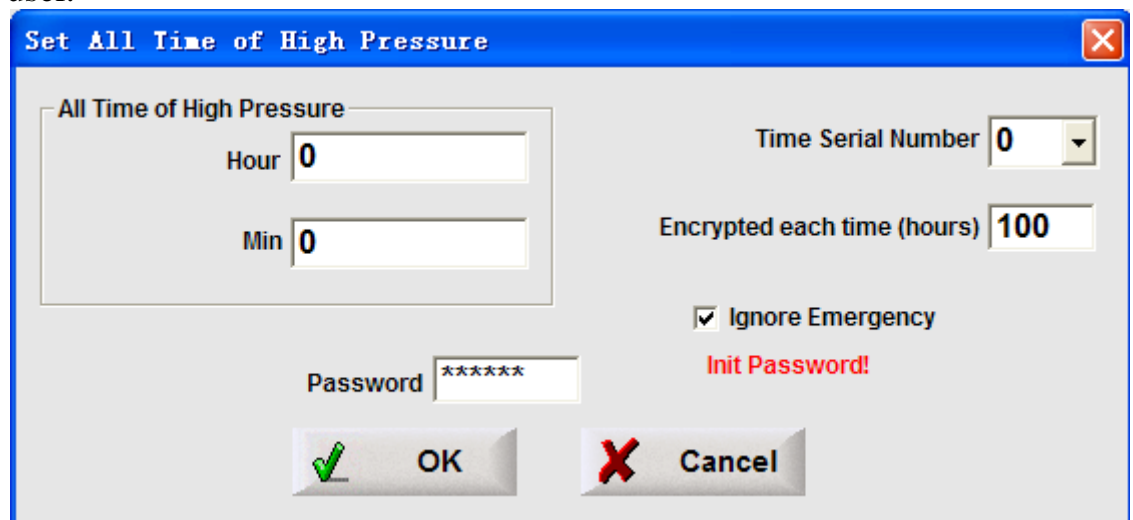 user.
Set All Time of High Pressure
All Time of High Pressure
Hour 0
Time Serial Number 0
Min 0
Encrypted each time (hours) 100
Ignore Emergency
Init Password!
Password ******
OK Cancel